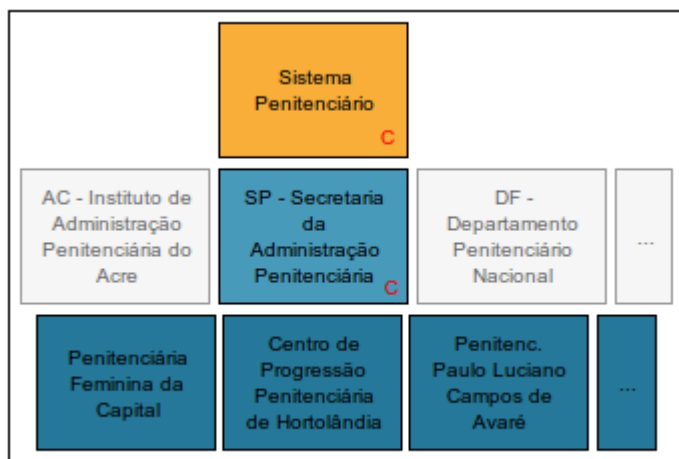 Sistema
Penitenciário
C
AC - Instituto de
Administração
Penitenciária do
Acre
SP - Secretaria
da
Administração
Penitenciária
C
DF -
Departamento
Penitenciário
Nacional
...
Penitenciária
Feminina da
Capital
Centro de
Progressão
Penitenciária
de Hortolândia
Penitenc.
Paulo Luciano
Campos de
Avaré
...